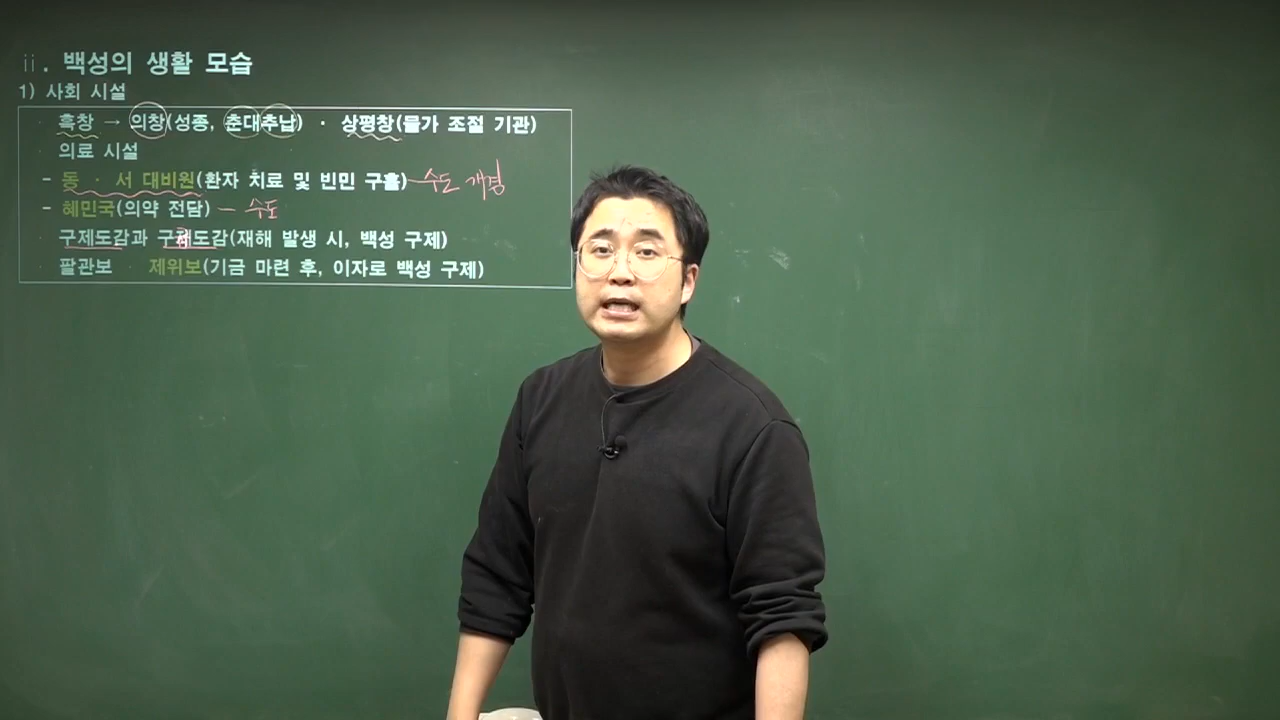 ⅱ. 백성의 생활 모습
1) 사회 시설
· 흑창 → 의창(성종, 춘대추납) · 상평창(물가 조절 기관)
· 의료 시설
- 동 · 서 대비원(환자 치료 및 빈민 구휼) - 수도 개경
- 혜민국(의약 전담) - 수도
· 구제도감과 구급도감(재해 발생 시, 백성 구제)
· 팔관보 · 제위보(기금 마련 후, 이자로 백성 구제)